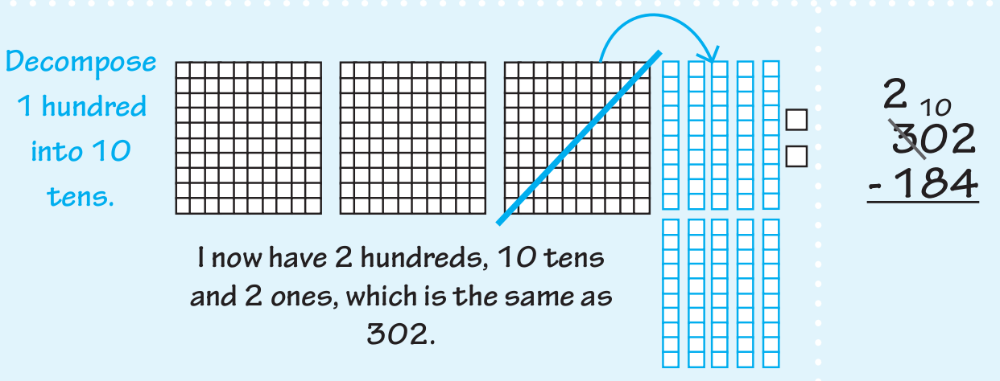 Decompose
1 hundred
into 10
tens.
I now have 2 hundreds, 10 tens
and 2 ones, which is the same as
302.
2 10
302
- 184